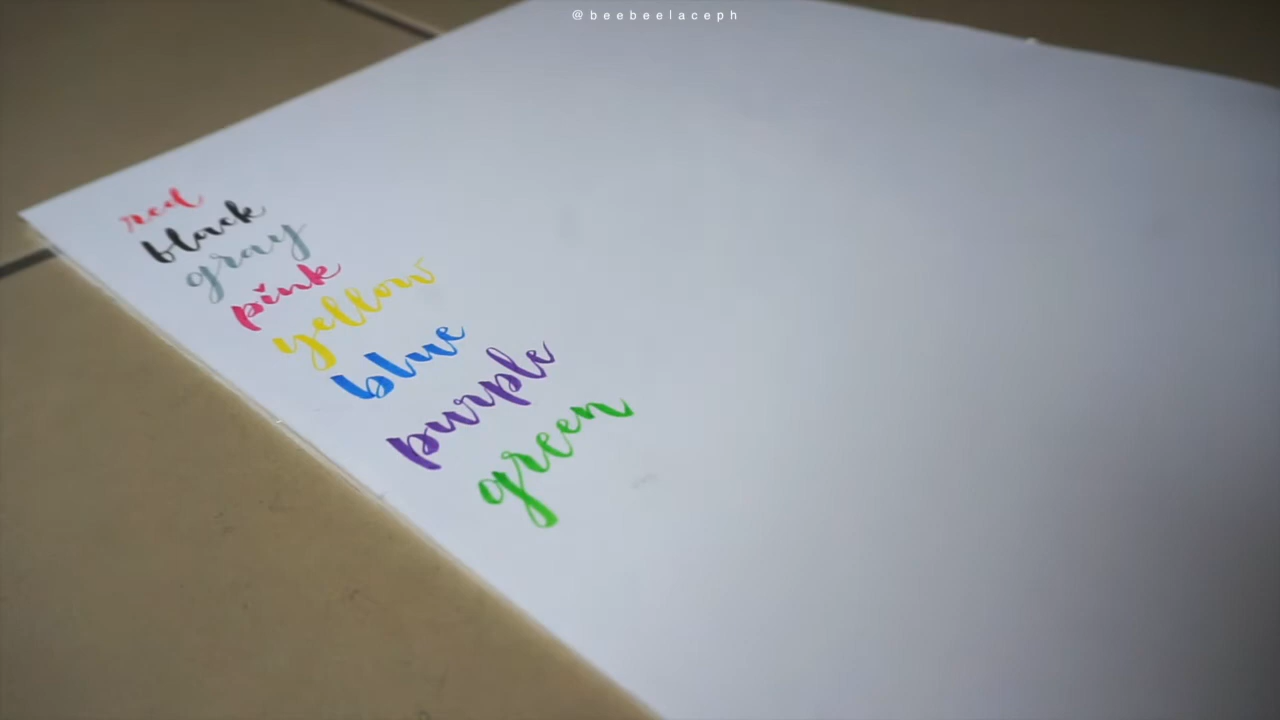 @beebeelaceph
red
black
gray
pink
yellow
blue
purple
green